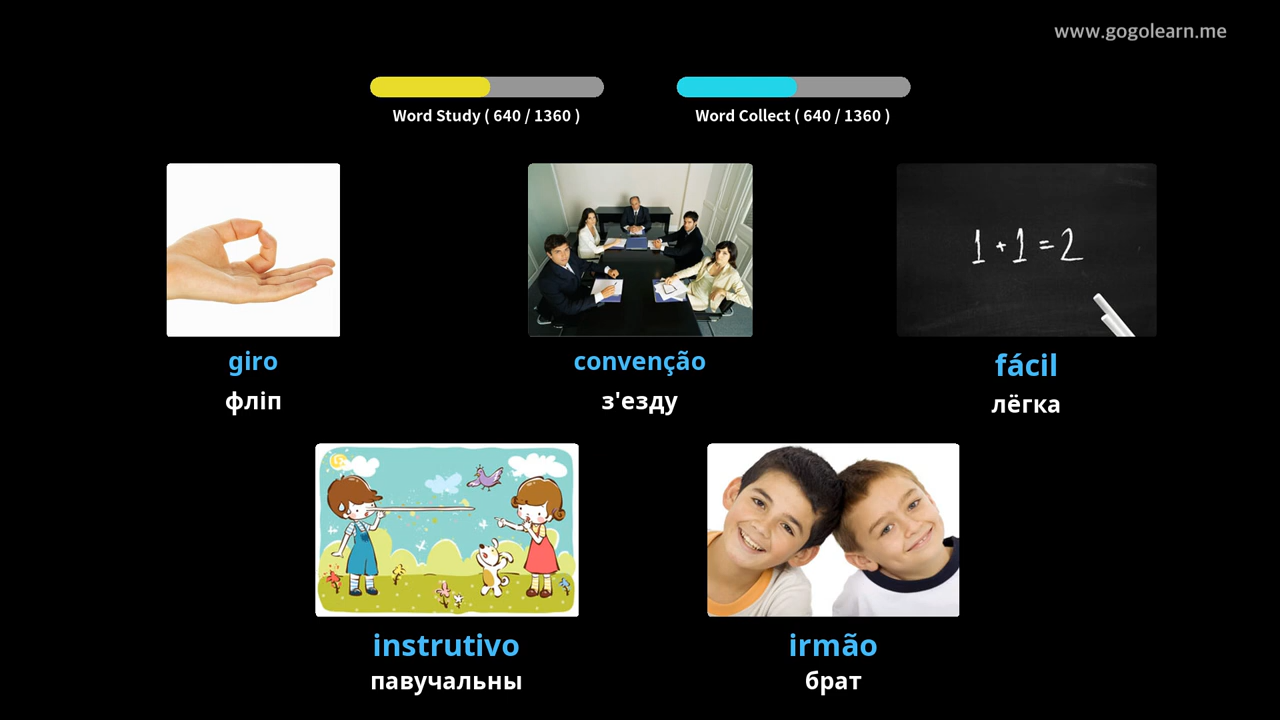 www.gogolearn.me
Word Study ( 640 / 1360 )
Word Collect ( 640 / 1360 )
giro
фліп
convenção
з'езду
1 + 1 = 2
fácil
лёгка
instrutivo
павучальны
irmão
брат